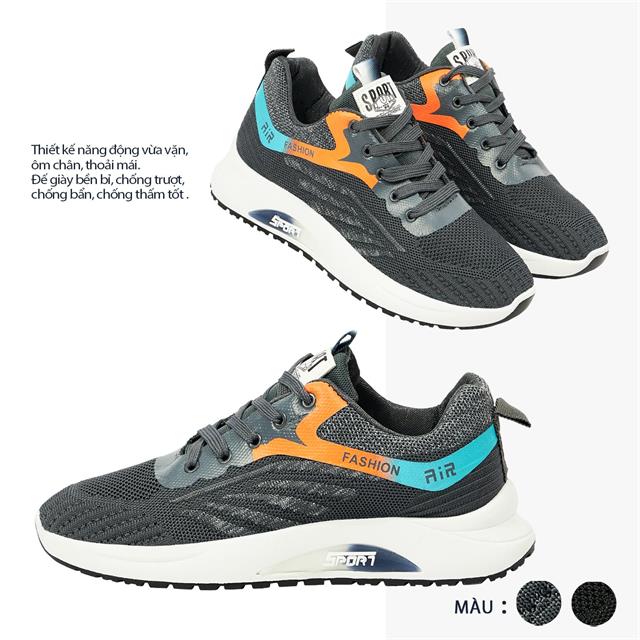 SPORT
AiR
FASHION
SPORT
Thiết kế năng động vừa vặn,
ôm chân, thoải mái.
Đế giày bền bỉ, chống trượt,
chống bẩn, chống thấm tốt .
FASHION AiR
SPORT
MÀU :